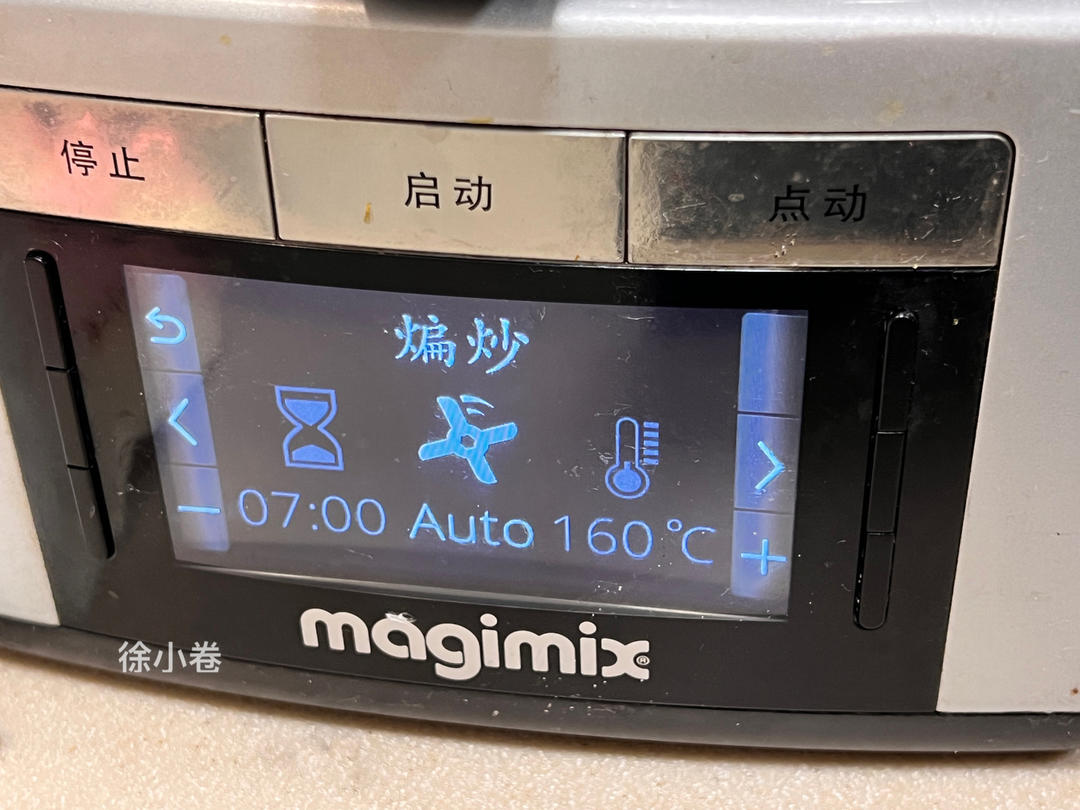 停止
启动
点动
煸炒
07:00 Auto 160℃
magimix®
徐小卷